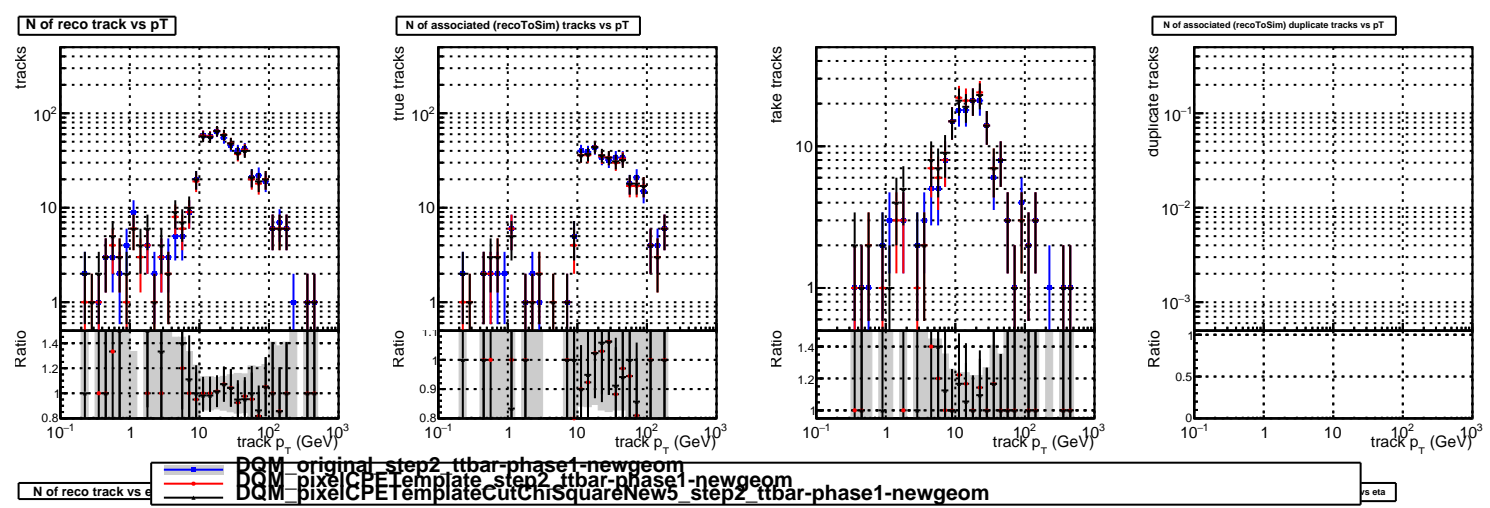 N of reco track vs pT
N of associated (recoToSim) tracks vs pT
N of associated (recoToSim) duplicate tracks vs pT
tracks
10²
10
1
Ratio
1.4
1.2
1
0.8
10⁻¹ 1 10 10² 10³
track p_T (GeV)
true tracks
10²
10
1
Ratio
1.1
1
0.9
0.8
10⁻¹ 1 10 10² 10³
track p_T (GeV)
fake tracks
10
1
Ratio
1.4
1.2
1
10⁻¹ 1 10 10² 10³
track p_T (GeV)
duplicate tracks
10⁻¹
10⁻²
10⁻³
Ratio
1
0.5
0
10⁻¹ 1 10 10² 10³
track p_T (GeV)
DQM_original_step2_ttbar-phase1-newgeom
DQM_pixelCPETemplate_step2_ttbar-phase1-newgeom
DQM_pixelCPETemplateCutChiSquareNew5_step2_ttbar-phase1-newgeom
N of reco track vs e
vs eta